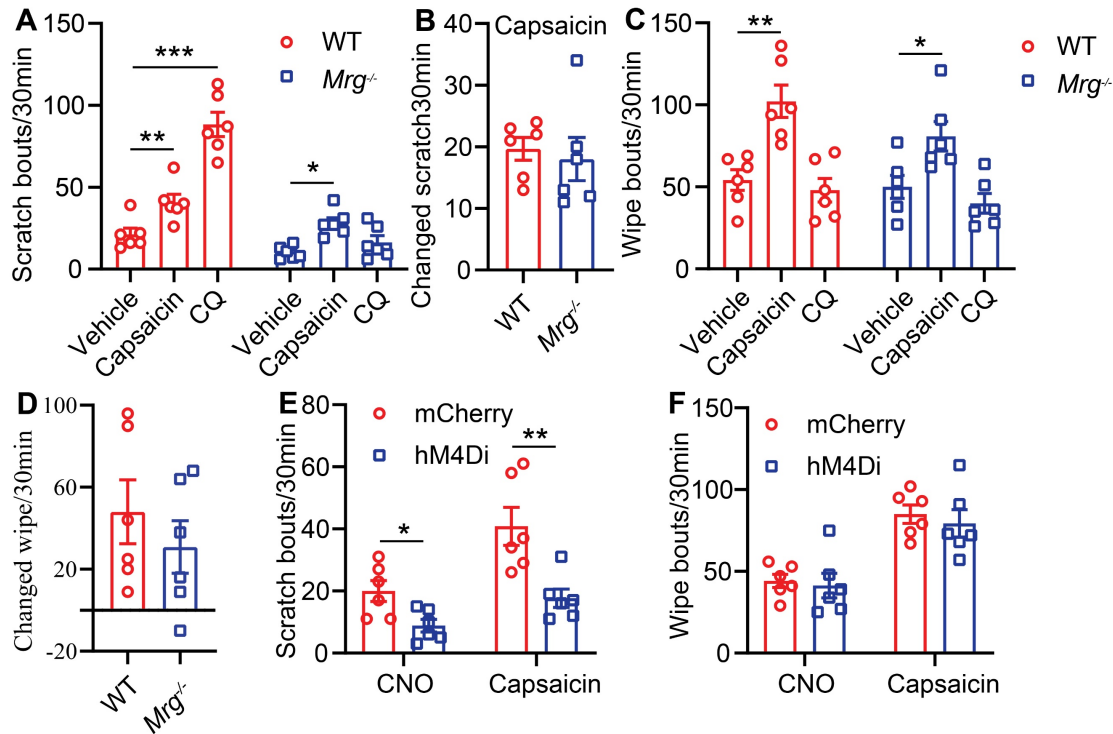 A
Scratch bouts/30min
150
100
50
0
***
**
*
WT
Mrg-/-
Vehicle
Capsaicin
CQ
Vehicle
Capsaicin
CQ
B
Changed scratch30min
Capsaicin
40
30
20
10
0
WT
Mrg-/-
C
Wipe bouts/30min
150
100
50
0
**
*
WT
Mrg-/-
Vehicle
Capsaicin
CQ
Vehicle
Capsaicin
CQ
D
Changed wipe/30min
100
60
20
-20
WT
Mrg-/-
E
Scratch bouts/30min
80
60
40
20
0
mCherry
hM4Di
*
**
CNO
Capsaicin
F
Wipe bouts/30min
150
100
50
0
mCherry
hM4Di
CNO
Capsaicin